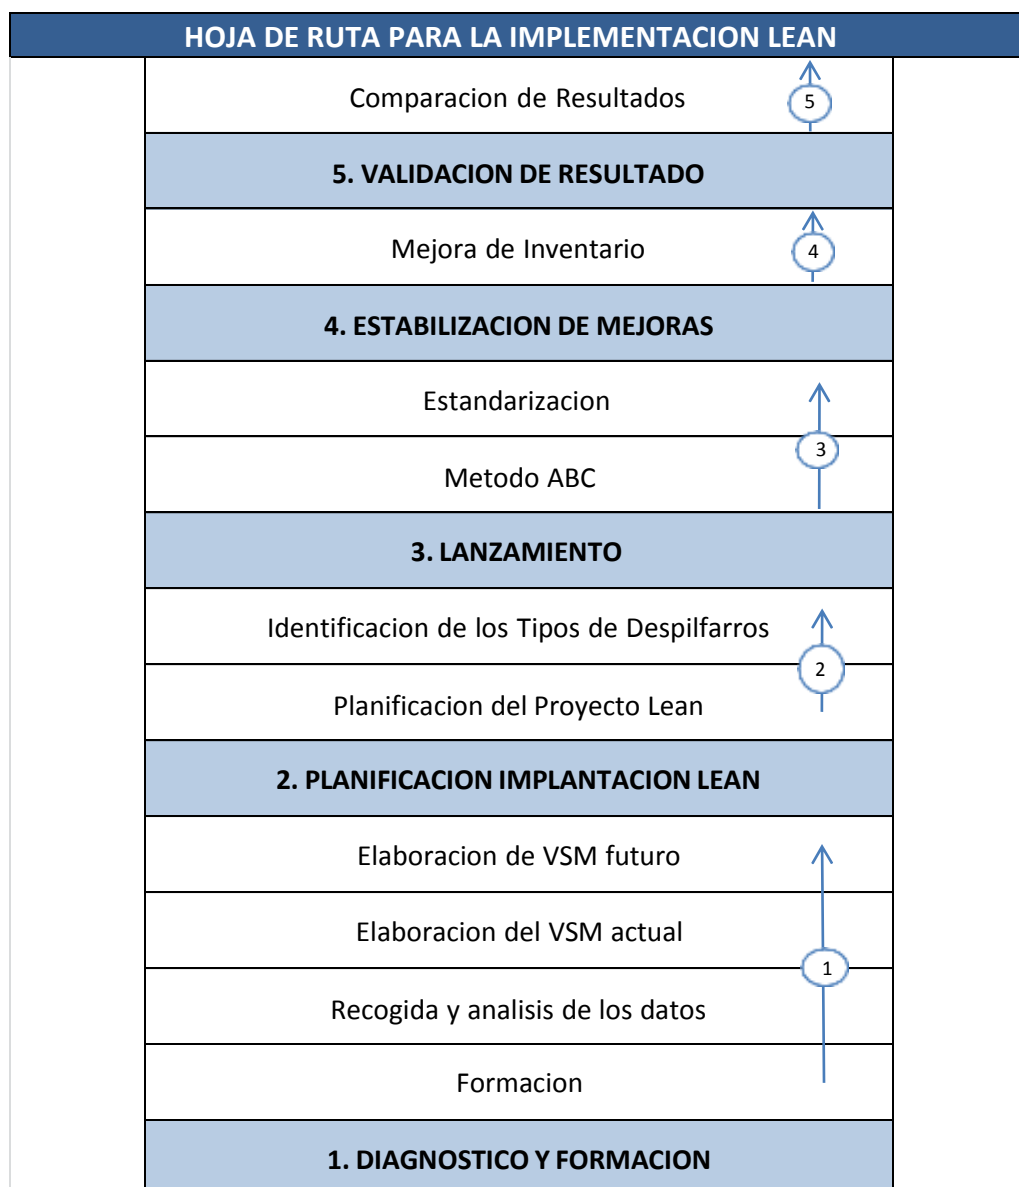 HOJA DE RUTA PARA LA IMPLEMENTACION LEAN
Comparacion de Resultados
5
5. VALIDACION DE RESULTADO
Mejora de Inventario
4
4. ESTABILIZACION DE MEJORAS
Estandarizacion
3
Metodo ABC
3. LANZAMIENTO
Identificacion de los Tipos de Despilfarros
2
Planificacion del Proyecto Lean
2. PLANIFICACION IMPLANTACION LEAN
Elaboracion de VSM futuro
Elaboracion del VSM actual
1
Recogida y analisis de los datos
Formacion
1. DIAGNOSTICO Y FORMACION